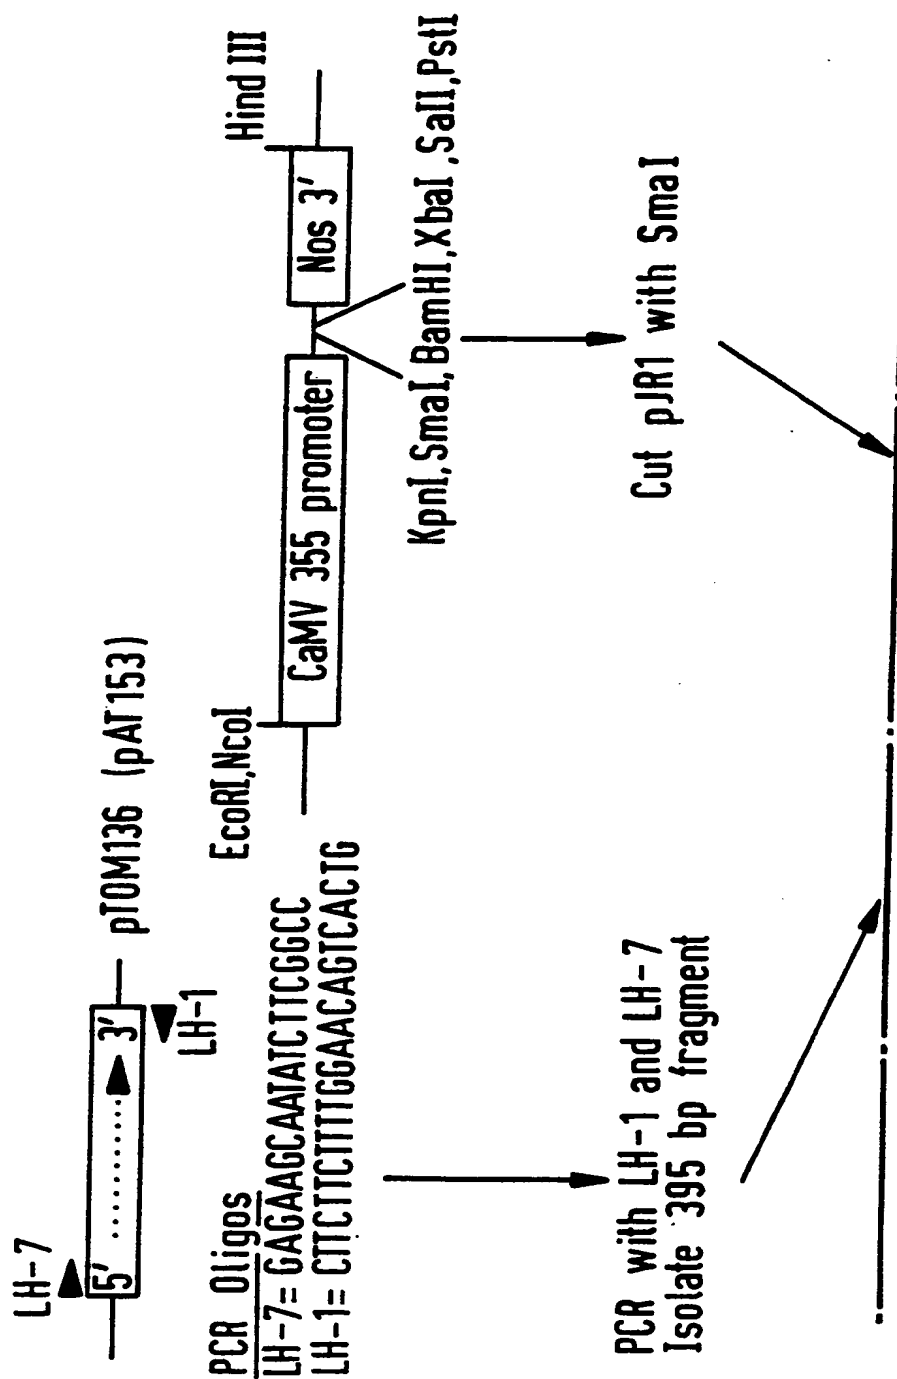 LH-7
5' 3'
LH-1
pTOM136 (pAT153)
PCR Oligos
LH-7= GAGAAGCAATATCTTCGGCC
LH-1= CTTCTTCTTTTGGAACAGTCACTG
EcoRI,NcoI
CaMV 355 promoter
Nos 3'
Hind III
KpnI,SmaI,BamHI,XbaI,SalI,PstI
PCR with LH-1 and LH-7
Isolate 395 bp fragment
Cut pJR1 with SmaI